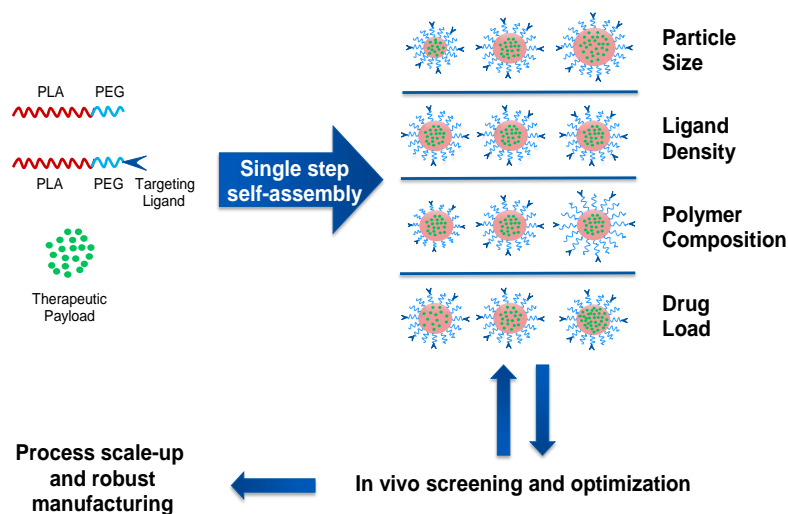 PLA PEG
PLA PEG Targeting
Ligand
Therapeutic
Payload
Single step
self-assembly
Particle
Size
Ligand
Density
Polymer
Composition
Drug
Load
In vivo screening and optimization
Process scale-up
and robust
manufacturing